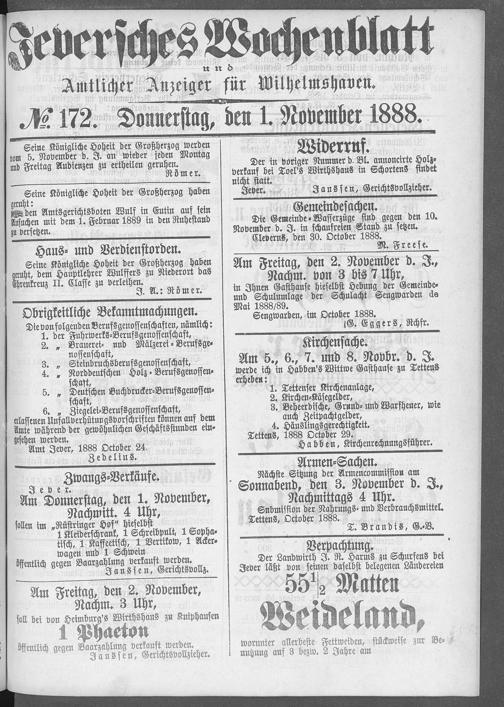 Jeversches Wochenblatt
und
Amtlicher Anzeiger für Wilhelmshaven.
№. 172. Donnerstag, den 1. November 1888.
Seine Königliche Hoheit der Großherzog werden
vom 5. November d. J. an wieder jeden Montag
und Freitag Audienzen zu ertheilen geruhen.
Römer.
Seine Königliche Hoheit der Großherzog haben
geruht:
den Amtsgerichtsboten Wulf in Eutin auf sein
Ansuchen mit dem 1. Februar 1889 in den Ruhestand
zu versetzen.
Haus- und Verdienstorden.
Seine Königliche Hoheit der Großherzog haben
geruht, dem Hauptlehrer Wulffers zu Niederort das
Ehrenkreuz II. Classe zu verleihen.
J. A.: Römer.
Obrigkeitliche Bekanntmachungen.
Die von folgenden Berufsgenossenschaften, nämlich:
1. der Fuhrwerks-Berufsgenossenschaft,
2. „ Brauerei- und Mälzerei-Berufsge-
nossenschaft,
3. „ Steinbruchsberufsgenossenschaft,
4. „ Norddeutschen Holz-Berufsgenossen-
schaft,
5. „ Deutschen Buchdrucker-Berufsgenossen-
schaft,
6. „ Ziegelei-Berufsgenossenschaft,
erlassenen Unfallverhütungsvorschriften können auf dem
Amte während der gewöhnlichen Geschäftsstunden ein-
gesehen werden.
Amt Jever, 1888 October 24.
Zedelius.
Zwangs-Verkäufe.
Jever.
Am Donnerstag, den 1. November,
Nachmitt. 4 Uhr,
sollen im „Rüstringer Hof“ hieselbst
1 Kleiderschrank, 1 Schreibpult, 1 Sopha-
tisch, 1 Kaffetisch, 1 Vertikow, 1 Acker-
wagen und 1 Schwein
öffentlich gegen Baarzahlung verkauft werden.
Janssen, Gerichtsvollz.
Am Freitag, den 2. November,
Nachm. 3 Uhr,
soll bei von Heimburg's Wirthshaus zu Kniphausen
1 Phaeton
öffentlich gegen Baarzahlung verkauft werden.
Janssen, Gerichtsvollzieher.
Widerruf.
Der in voriger Nummer d. Bl. annoncirte Holz-
verkauf bei Toel's Wirthshaus in Schortens findet
nicht statt.
Jever. Janssen, Gerichtsvollzieher.
Gemeindesachen.
Die Gemeinde-Wasserzüge sind gegen den 10.
November d. J. in schaufreien Stand zu setzen.
Cleverns, den 30. October 1888.
M. Freese.
Am Freitag, den 2. November d. J.,
Nachm. von 3 bis 7 Uhr,
in Ihnen Gasthause hieselbst Hebung der Gemeinde-
und Schulumlage der Schulacht Sengwarden de
Mai 1888/89.
Sengwarden, im October 1888.
G. Eggers, Rchfr.
Kirchensache.
Am 5., 6., 7. und 8. Novbr. d. J.
werde ich in Habben's Wittwe Gasthause zu Tettens
erheben:
1. Tettenser Kirchenanlage,
2. Kirchen-Käsegelder,
3. Beheerdische, Grund- und Warfheuer, wie
auch Zeitpachtgelder,
4. Häuslingsgerechtigkeit.
Tettens, 1888 October 29.
Habben, Kirchenrechnungsführer.
Armen-Sachen.
Nächste Sitzung der Armencommission am
Sonnabend, den 3. November d. J.,
Nachmittags 4 Uhr.
Submission der Nahrungs- und Verbrauchsmittel.
Tettens, October 1888.
T. Brandis, G.-V.
Verpachtung.
Der Landwirth J. R. Harms zu Schurfens bei
Jever läßt von seinen daselbst belegenen Ländereien
55 1/2 Matten
Weideland,
worunter allerbeste Fettweiden, stückweise zur Be-
nutzung auf 3 bezw. 2 Jahre am